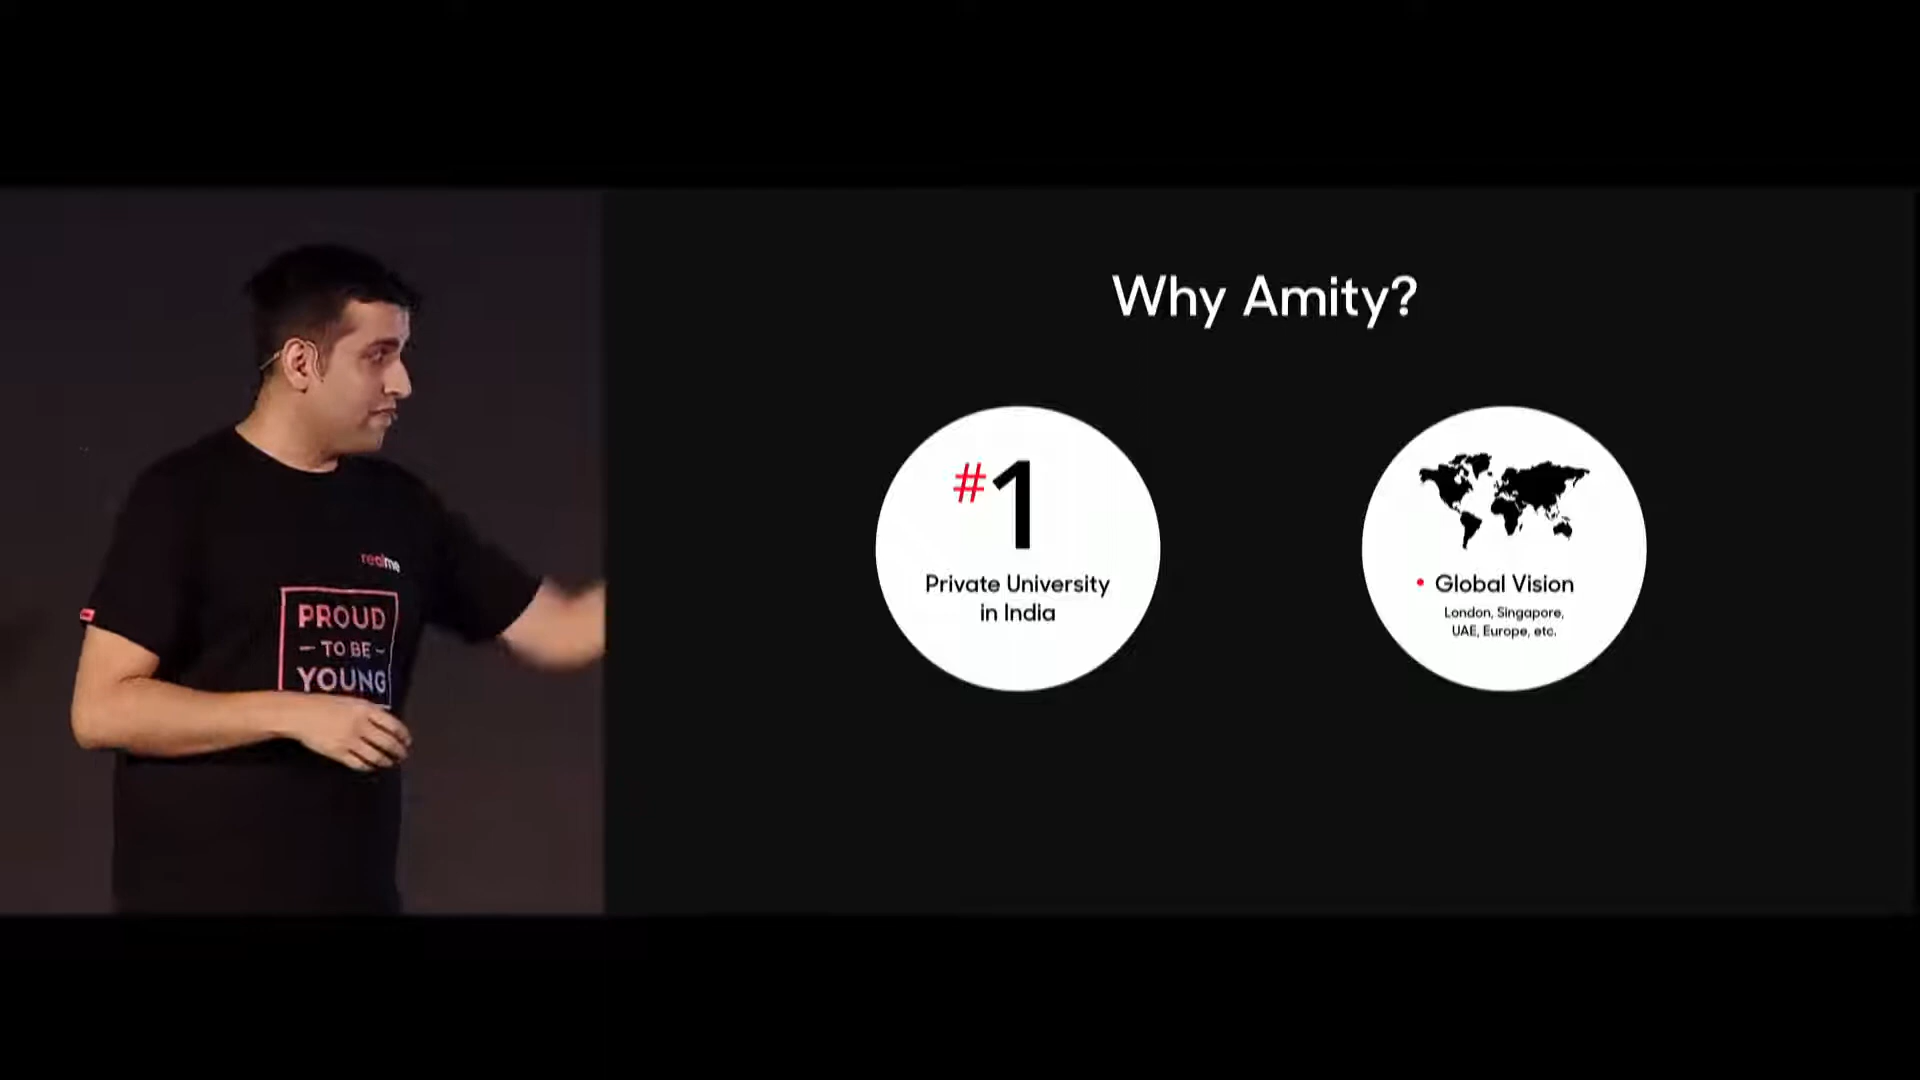 Why Amity?
#1
Private University
in India
• Global Vision
London, Singapore,
UAE, Europe, etc.
realme
PROUD
– TO BE –
YOUNG